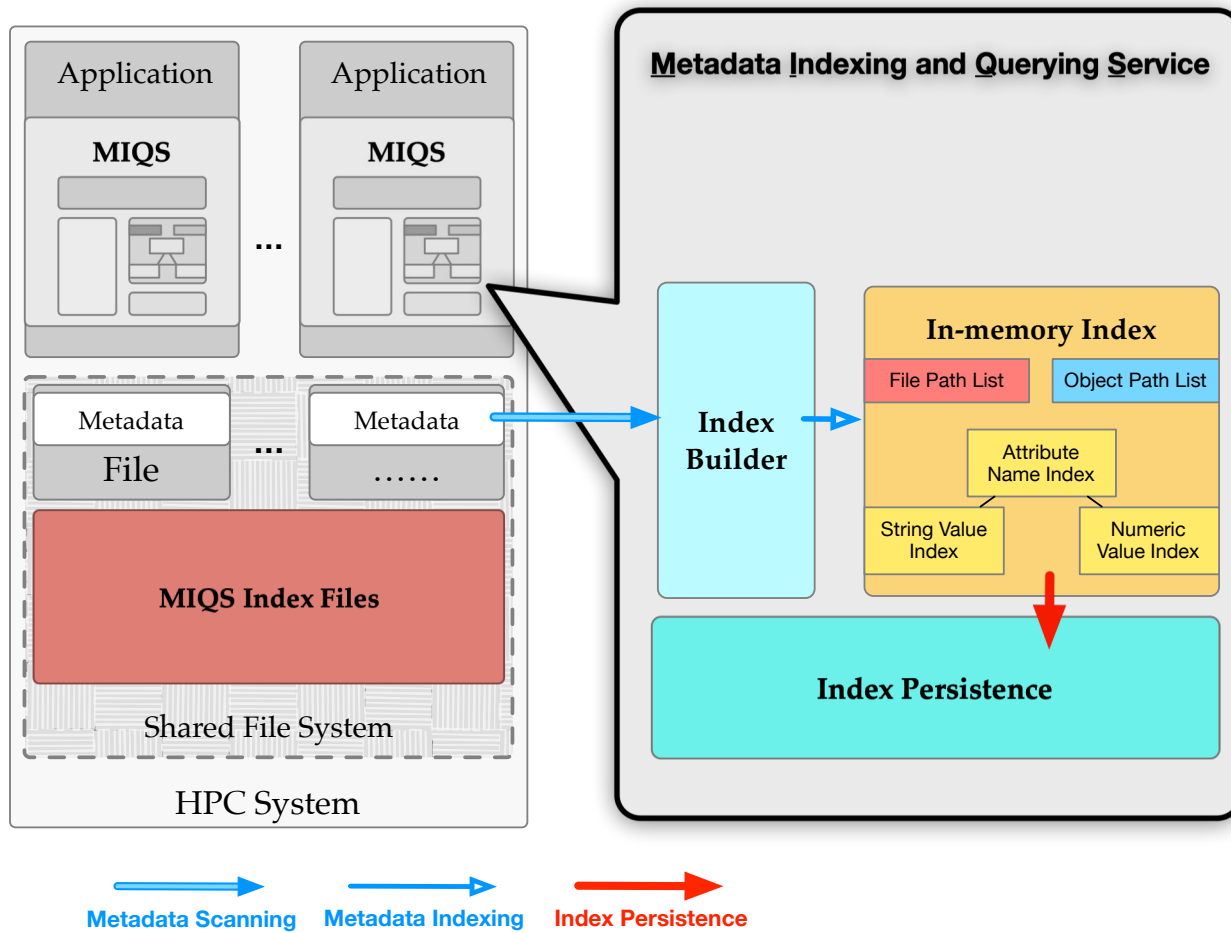 Application
MIQS
Application
MIQS
...
Metadata
File
...
Metadata
……
MIQS Index Files
Shared File System
HPC System
Metadata Indexing and Querying Service
Index
Builder
In-memory Index
File Path List
Object Path List
Attribute
Name Index
String Value
Index
Numeric
Value Index
Index Persistence
Metadata Scanning
Metadata Indexing
Index Persistence